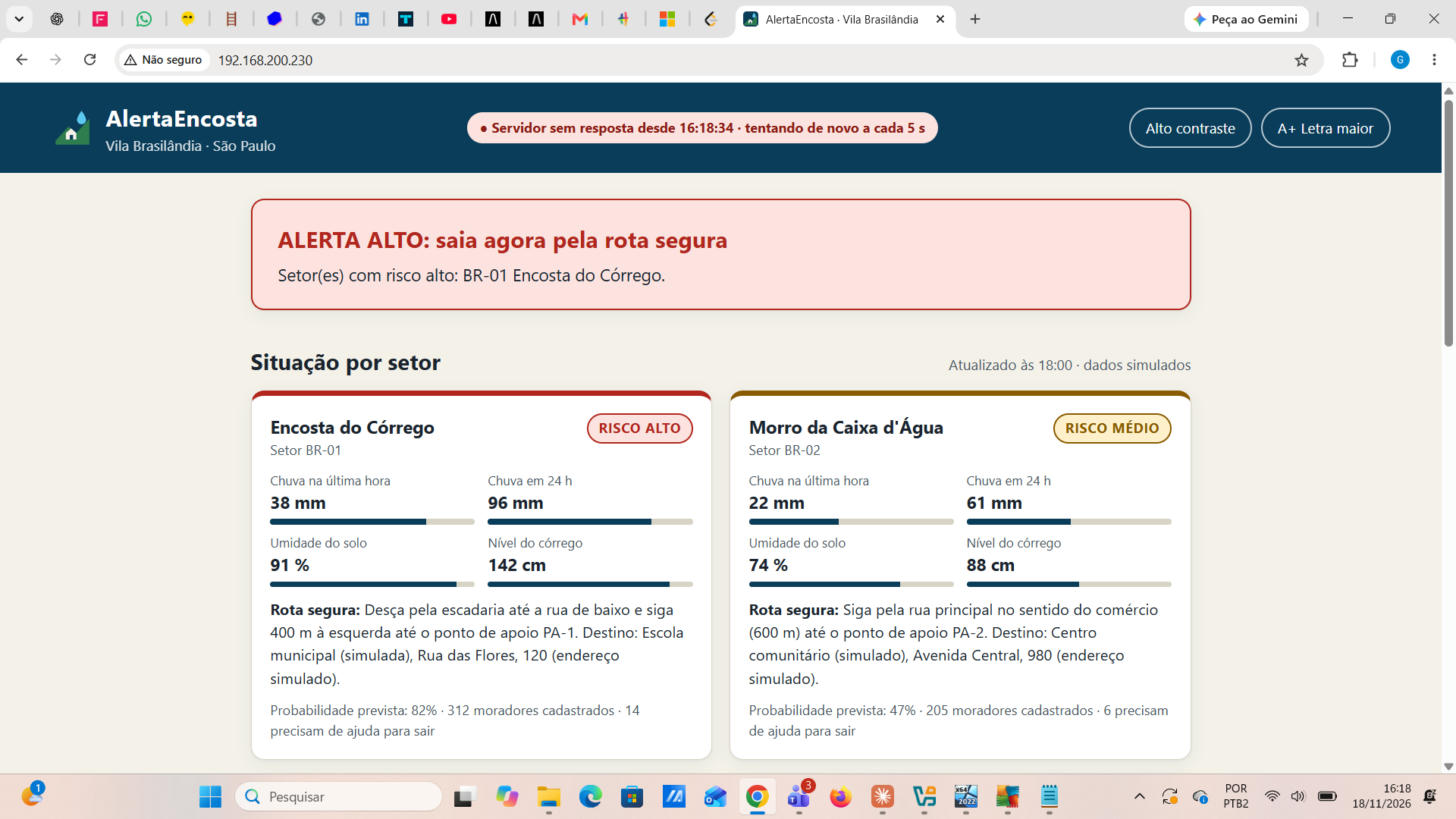 AlertaEncosta · Vila Brasilândia
Peça ao Gemini
Não seguro
192.168.200.230
G
AlertaEncosta
Vila Brasilândia · São Paulo
● Servidor sem resposta desde 16:18:34 · tentando de novo a cada 5 s
Alto contraste
A+ Letra maior
ALERTA ALTO: saia agora pela rota segura
Setor(es) com risco alto: BR-01 Encosta do Córrego.
Situação por setor
Atualizado às 18:00 · dados simulados
Encosta do Córrego
RISCO ALTO
Setor BR-01
Chuva na última hora
Chuva em 24 h
38 mm
96 mm
Umidade do solo
Nível do córrego
91 %
142 cm
Rota segura: Desça pela escadaria até a rua de baixo e siga
400 m à esquerda até o ponto de apoio PA-1. Destino: Escola
municipal (simulada), Rua das Flores, 120 (endereço
simulado).
Probabilidade prevista: 82% · 312 moradores cadastrados · 14
precisam de ajuda para sair
Morro da Caixa d'Água
RISCO MÉDIO
Setor BR-02
Chuva na última hora
Chuva em 24 h
22 mm
61 mm
Umidade do solo
Nível do córrego
74 %
88 cm
Rota segura: Siga pela rua principal no sentido do comércio
(600 m) até o ponto de apoio PA-2. Destino: Centro
comunitário (simulado), Avenida Central, 980 (endereço
simulado).
Probabilidade prevista: 47% · 205 moradores cadastrados · 6 precisam
de ajuda para sair
1
Pesquisar
3
x64
2022
POR
PTB2
16:18
18/11/2026